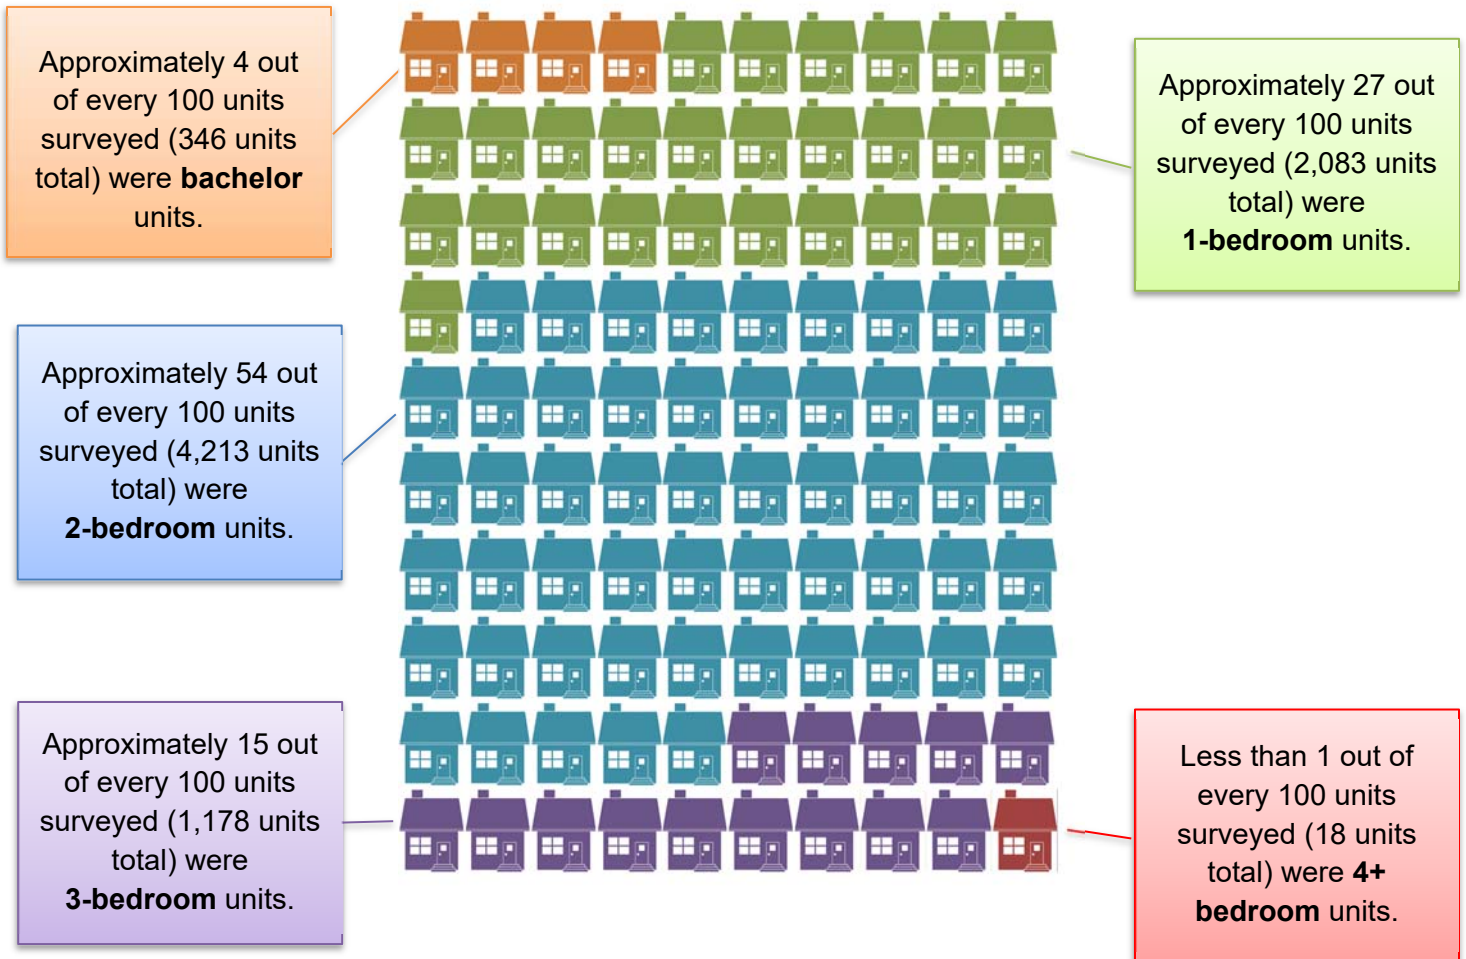 Approximately 4 out
of every 100 units
surveyed (346 units
total) were bachelor
units.
Approximately 27 out
of every 100 units
surveyed (2,083 units
total) were
1-bedroom units.
Approximately 54 out
of every 100 units
surveyed (4,213 units
total) were
2-bedroom units.
Approximately 15 out
of every 100 units
surveyed (1,178 units
total) were
3-bedroom units.
Less than 1 out of
every 100 units
surveyed (18 units
total) were 4+
bedroom units.